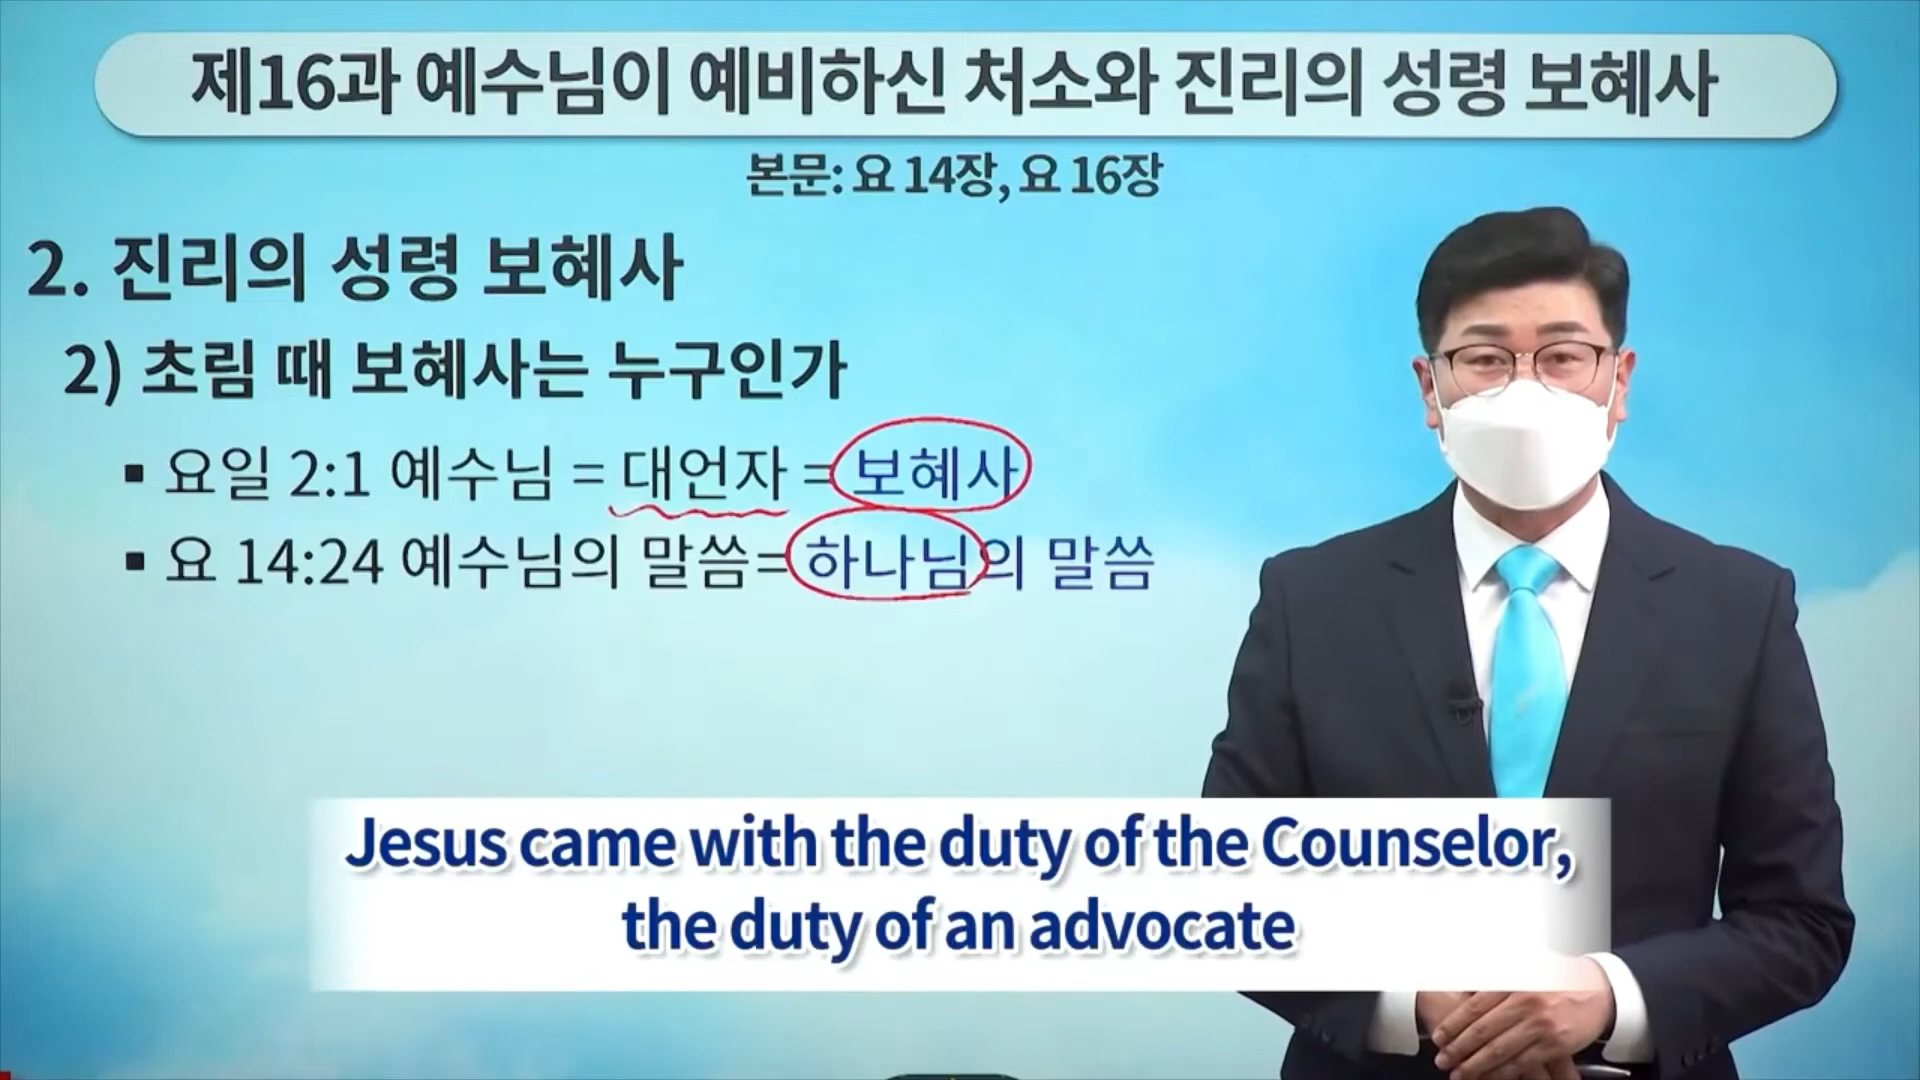 제16과 예수님이 예비하신 처소와 진리의 성령 보혜사
본문: 요 14장, 요 16장
2. 진리의 성령 보혜사
2) 초림 때 보혜사는 누구인가
▪ 요일 2:1 예수님 = 대언자 = 보혜사
▪ 요 14:24 예수님의 말씀= 하나님의 말씀
Jesus came with the duty of the Counselor,
the duty of an advocate